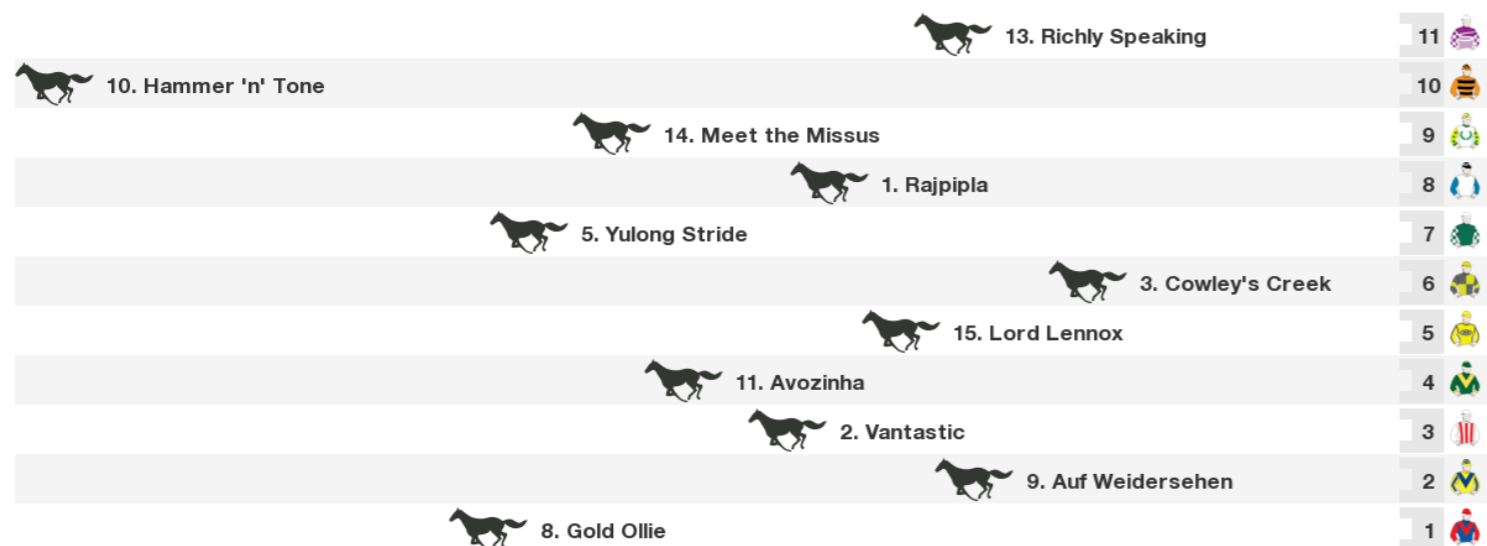 13. Richly Speaking 11
10. Hammer 'n' Tone 10
14. Meet the Missus 9
1. Rajpipla 8
5. Yulong Stride 7
3. Cowley's Creek 6
15. Lord Lennox 5
11. Avozinha 4
2. Vantastic 3
9. Auf Weidersehen 2
8. Gold Ollie 1